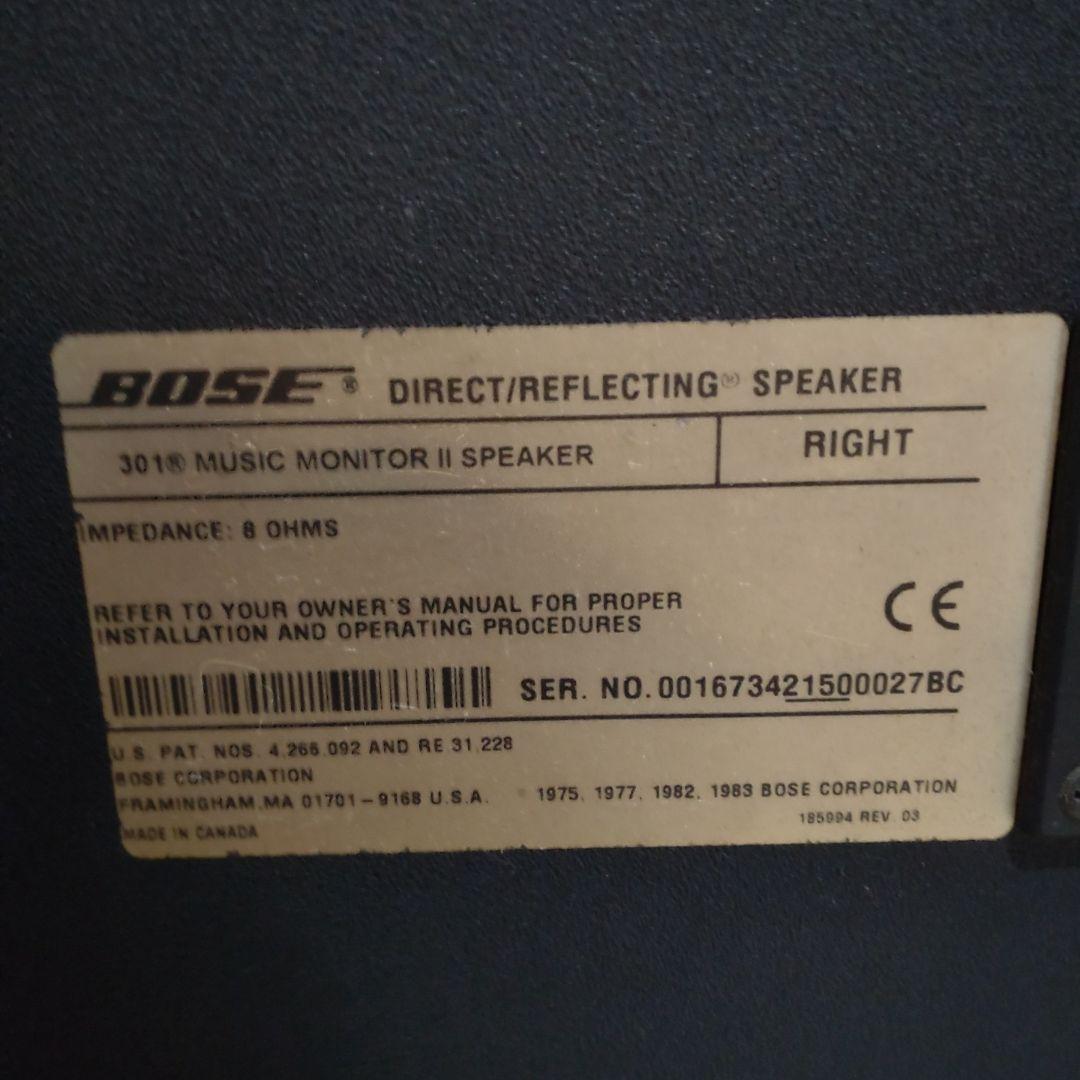 BOSE® DIRECT/REFLECTING® SPEAKER
301® MUSIC MONITOR II SPEAKER RIGHT
IMPEDANCE: 8 OHMS
REFER TO YOUR OWNER'S MANUAL FOR PROPER
INSTALLATION AND OPERATING PROCEDURES
CE
SER. NO. 001673421500027BC
U.S. PAT. NOS. 4,266,092 AND RE 31,228
BOSE CORPORATION
FRAMINGHAM, MA 01701-9168 U.S.A.
1975, 1977, 1982, 1983 BOSE CORPORATION
MADE IN CANADA
185994 REV. 03